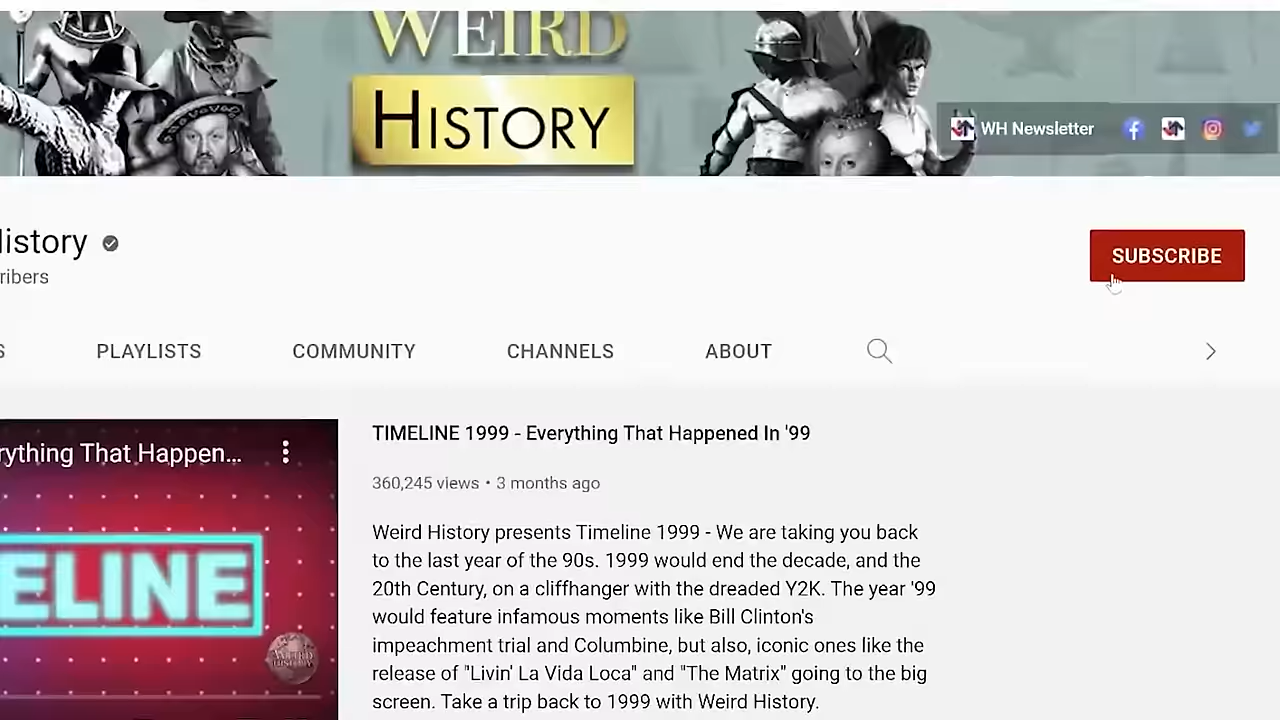 WEIRD
HISTORY
WH Newsletter
History
SUBSCRIBE
ribers
S
PLAYLISTS
COMMUNITY
CHANNELS
ABOUT
rything That Happen...
TIMELINE 1999 - Everything That Happened In '99
360,245 views • 3 months ago
Weird History presents Timeline 1999 - We are taking you back
to the last year of the 90s. 1999 would end the decade, and the
20th Century, on a cliffhanger with the dreaded Y2K. The year '99
would feature infamous moments like Bill Clinton's
impeachment trial and Columbine, but also, iconic ones like the
release of "Livin' La Vida Loca" and "The Matrix" going to the big
screen. Take a trip back to 1999 with Weird History.
ELINE
WEIRD
HISTORY